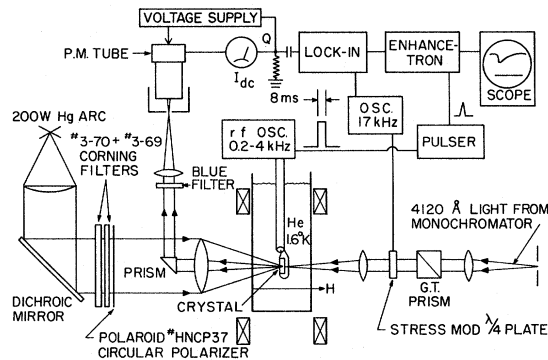 VOLTAGE SUPPLY
Q
P.M. TUBE
I dc
LOCK-IN
ENHANCE-
TRON
SCOPE
8 ms
OSC.
17 kHz
PULSER
200W Hg ARC
#3-70+ #3-69
CORNING
FILTERS
r f OSC.
0.2-4 kHz
BLUE
FILTER
He
1.6°K
4120 Å LIGHT FROM
MONOCHROMATOR
PRISM
DICHROIC
MIRROR
CRYSTAL
H
G.T.
PRISM
STRESS MOD λ/4 PLATE
POLAROID #HNCP37
CIRCULAR POLARIZER